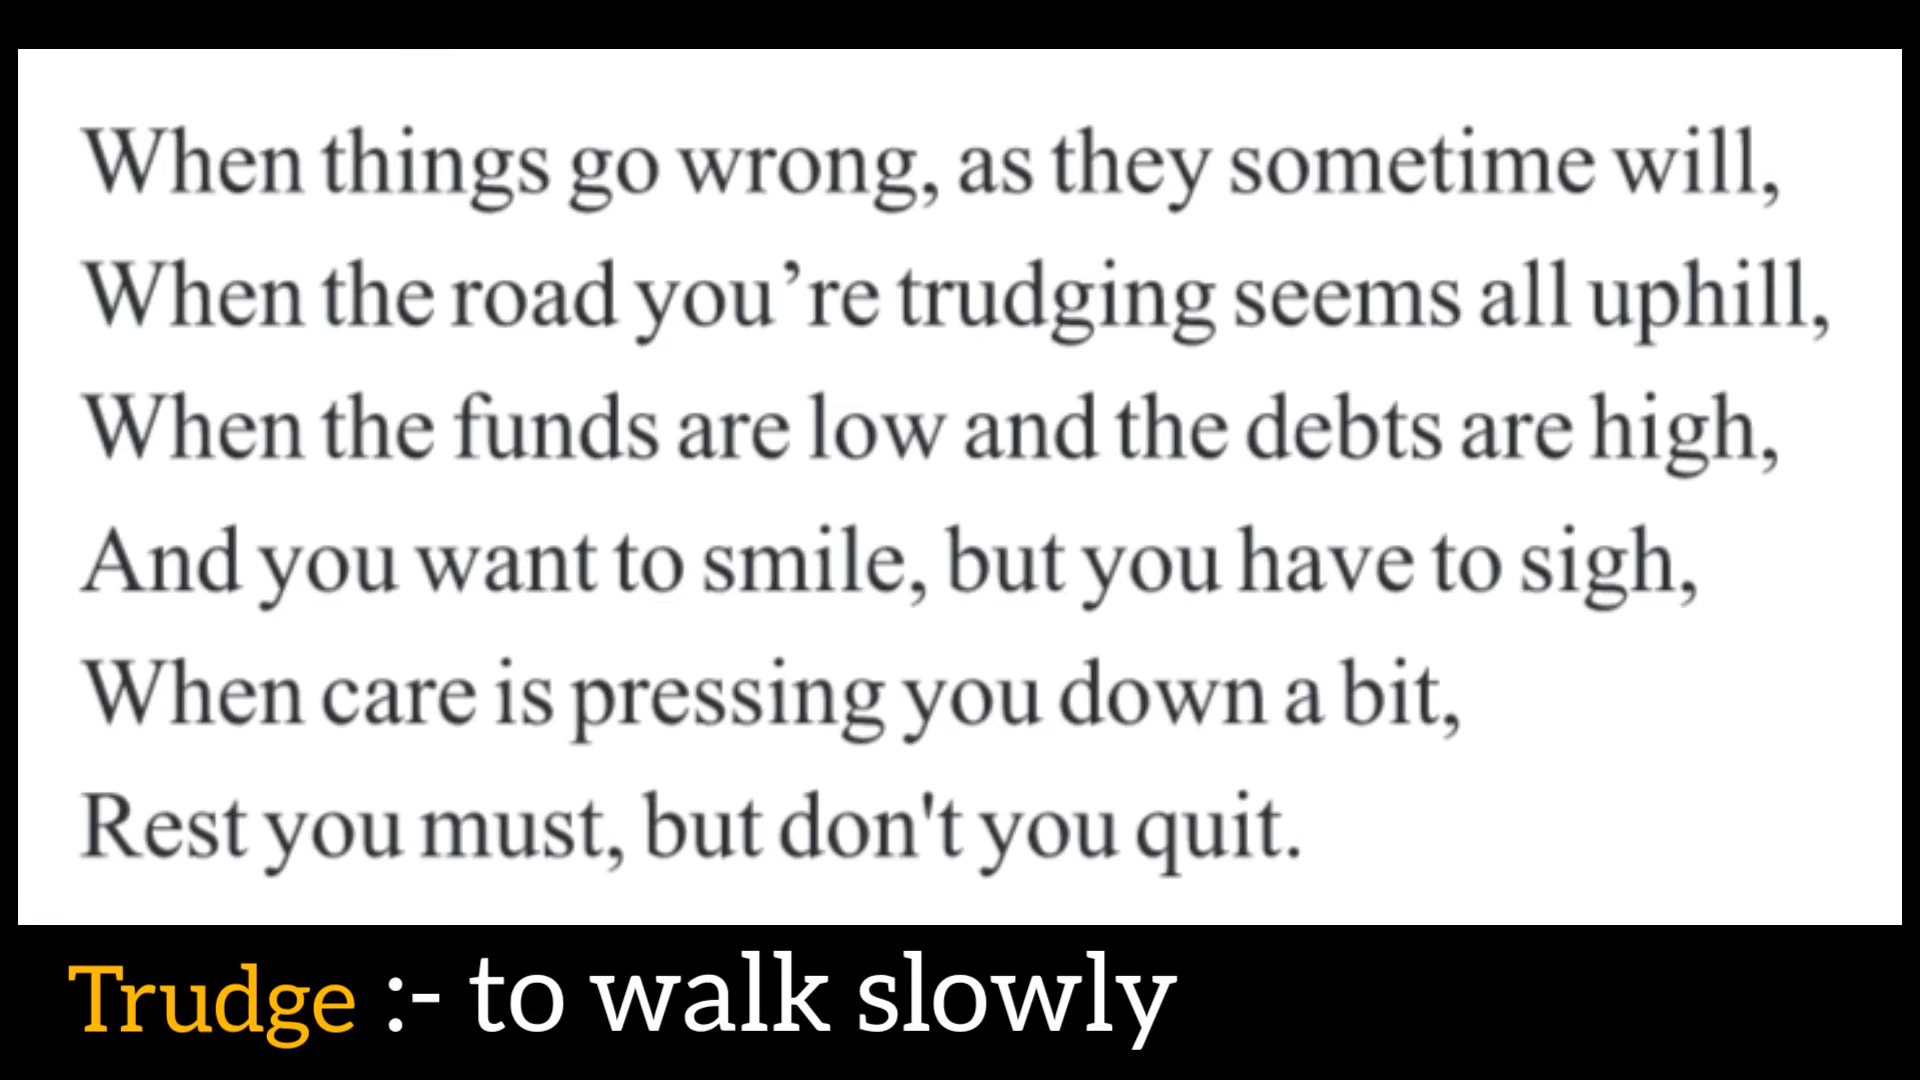 When things go wrong, as they sometime will,
When the road you’re trudging seems all uphill,
When the funds are low and the debts are high,
And you want to smile, but you have to sigh,
When care is pressing you down a bit,
Rest you must, but don't you quit.
Trudge :- to walk slowly